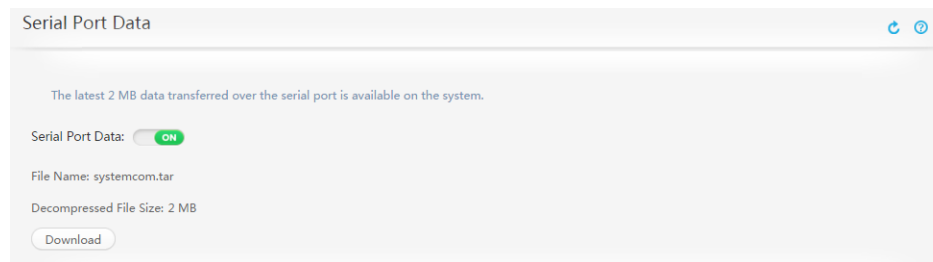 Serial Port Data
The latest 2 MB data transferred over the serial port is available on the system.
Serial Port Data: ON
File Name: systemcom.tar
Decompressed File Size: 2 MB
Download